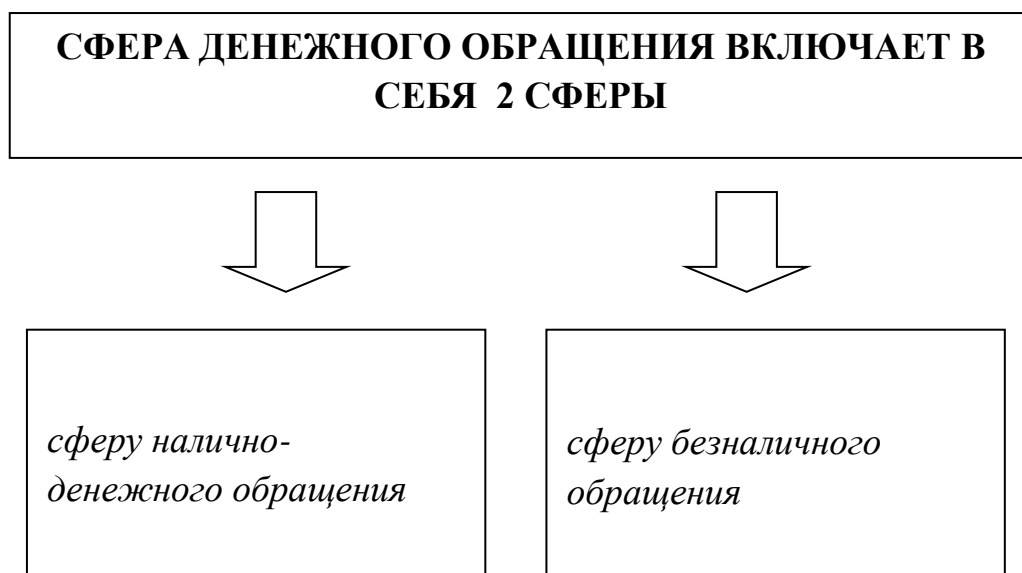 СФЕРА ДЕНЕЖНОГО ОБРАЩЕНИЯ ВКЛЮЧАЕТ В
СЕБЯ 2 СФЕРЫ
сферу налично-
денежного обращения
сферу безналичного
обращения